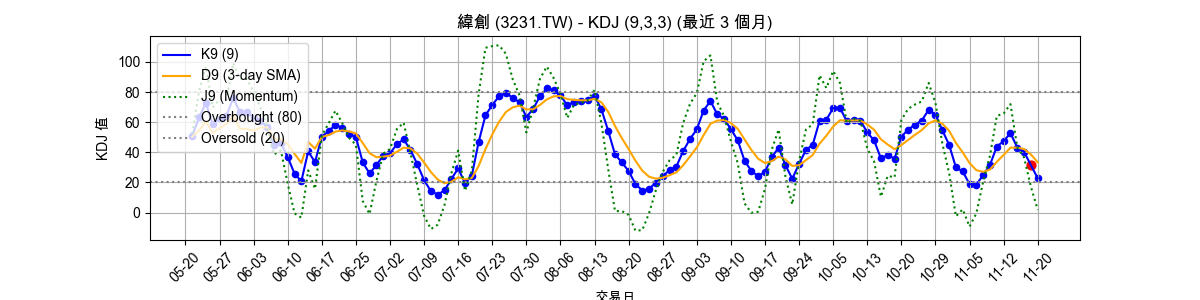 緯創 (3231.TW) - KDJ (9,3,3) (最近 3 個月)
KDJ 值
100
80
60
40
20
0
K9 (9)
D9 (3-day SMA)
J9 (Momentum)
Overbought (80)
Oversold (20)
05-20 05-27 06-03 06-10 06-17 06-25 07-02 07-09 07-16 07-23 07-30 08-06 08-13 08-20 08-27 09-03 09-10 09-17 09-24 10-05 10-13 10-20 10-29 11-05 11-12 11-20
交易日